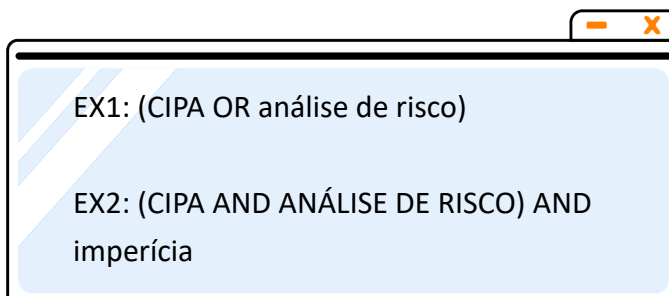 EX1: (CIPA OR análise de risco)
EX2: (CIPA AND ANÁLISE DE RISCO) AND
imperícia